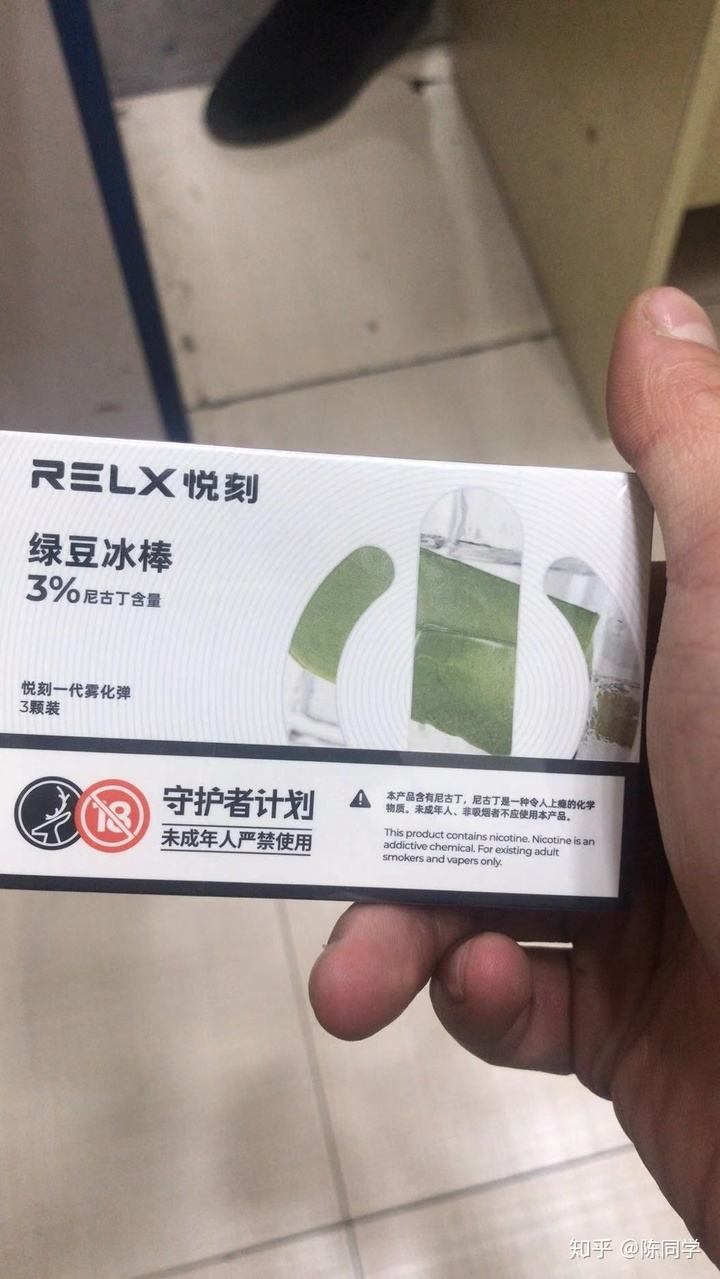 RELX 悦刻
绿豆冰棒
3% 尼古丁含量
悦刻一代雾化弹
3颗装
18
守护者计划
未成年人严禁使用
本产品含有尼古丁，尼古丁是一种令人上瘾的化学
物质。未成年人、非吸烟者不应使用本产品。
This product contains nicotine. Nicotine is an
addictive chemical. For existing adult
smokers and vapers only.
知乎 @陈同学